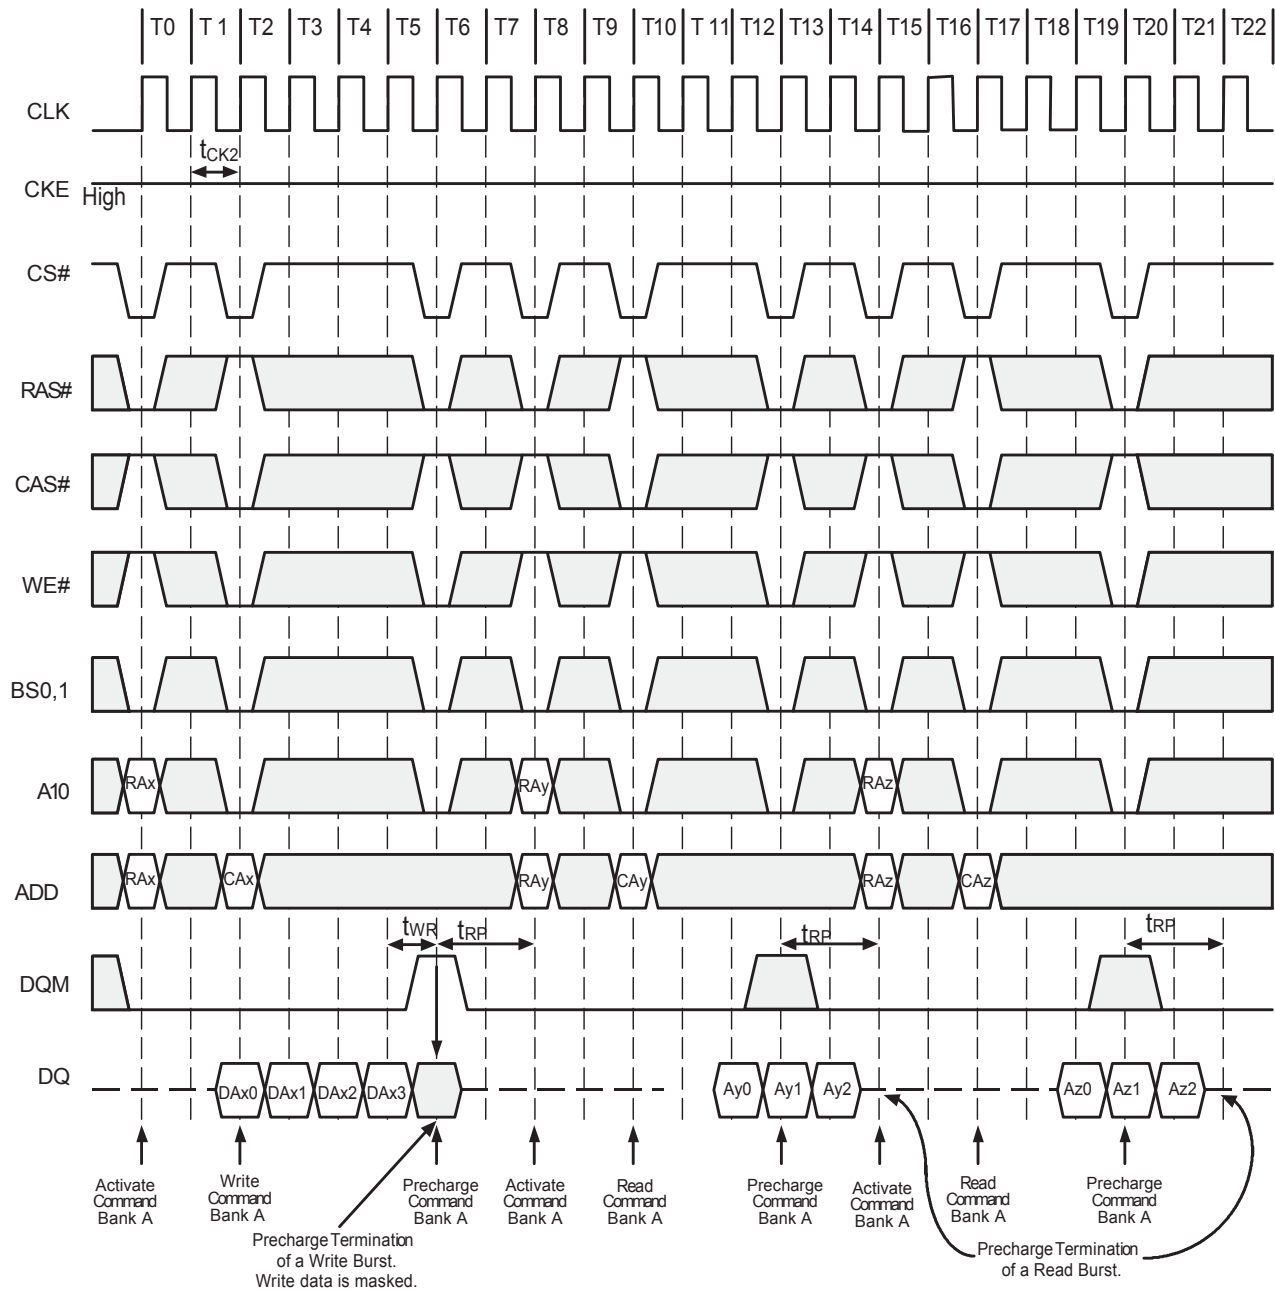 T0 T 1 T2 T3 T4 T5 T6 T7 T8 T9 T10 T 11 T12 T13 T14 T15 T16 T17 T18 T19 T20 T21 T22
CLK
tCK2
CKE High
CS#
RAS#
CAS#
WE#
BS0,1
A10 RAx RAy RAz
ADD RAx CAx RAy CAy RAz CAz
tWR tRP tRP tRP
DQM
DQ DAx0 DAx1 DAx2 DAx3 Ay0 Ay1 Ay2 Az0 Az1 Az2
Activate Command Bank A
Write Command Bank A
Precharge Command Bank A
Activate Command Bank A
Read Command Bank A
Precharge Command Bank A
Activate Command Bank A
Read Command Bank A
Precharge Command Bank A
Precharge Termination
of a Write Burst.
Write data is masked.
Precharge Termination
of a Read Burst.